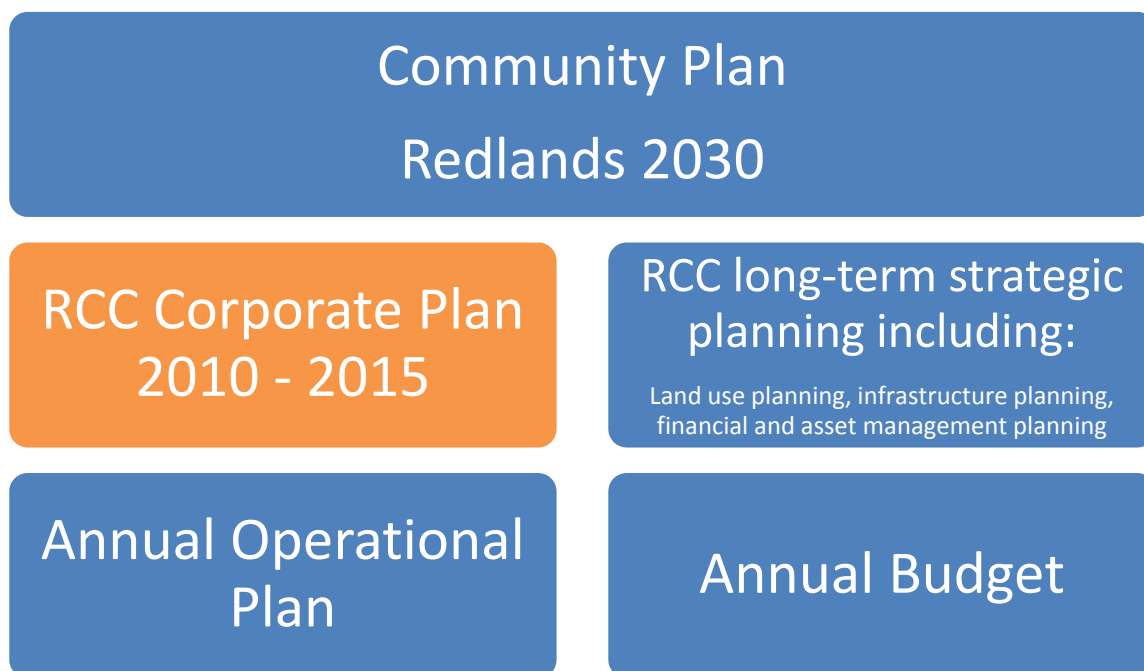 Community Plan
Redlands 2030
RCC Corporate Plan
2010 - 2015
RCC long-term strategic
planning including:
Land use planning, infrastructure planning,
financial and asset management planning
Annual Operational
Plan
Annual Budget